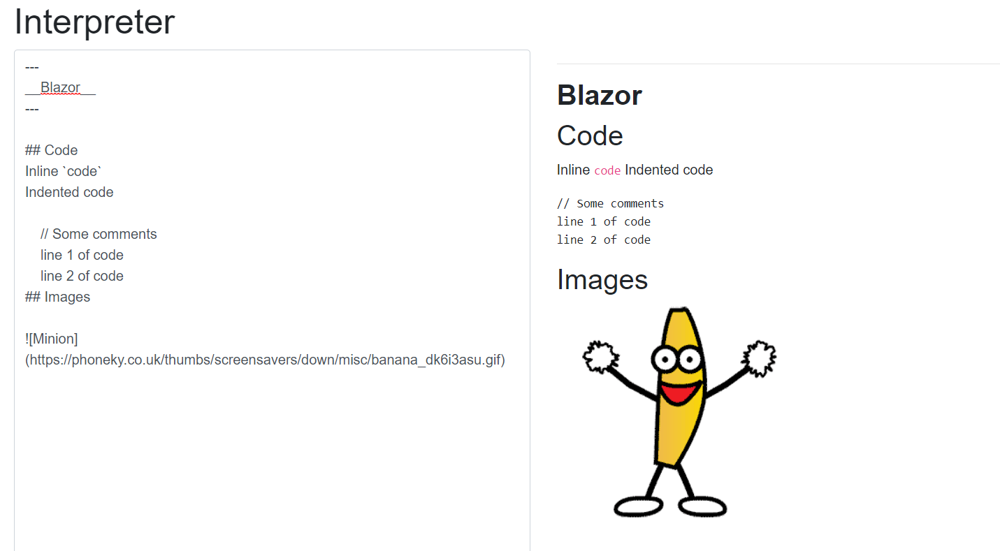 Interpreter
---
__Blazor__
---
## Code
Inline `code`
Indented code
// Some comments
line 1 of code
line 2 of code
## Images
![Minion]
(https://phoneky.co.uk/thumbs/screensavers/down/misc/banana_dk6i3asu.gif)
Blazor
Code
Inline code Indented code
// Some comments
line 1 of code
line 2 of code
Images